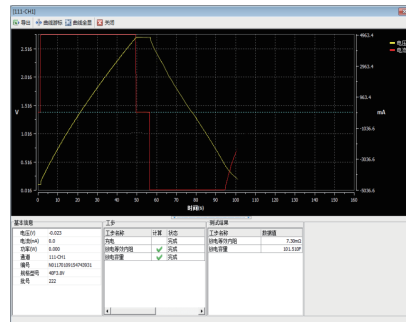 [111-CH1]
导出 曲线游标 曲线全屏 关闭
电压
电流
2.516
2.016
1.516
1.016
0.516
0.016
V
4963.4
2963.4
963.4
-1036.6
-3036.6
-5036.6
mA
0 10 20 30 40 50 60 70 80 90 100 110 120 130 140 150 160
时间(s)
基本信息
电压(V) -0.023
电流(mA) 0.0
功率(W) 0.000
通道 111-CH1
编号
规格型号 40F3.8V
批号 222
工步
工步名称 计算 状态
充电 完成
放电等效内阻 完成
放电容量 完成
测试结果
工步名称 数据值
放电等效内阻 7.30mΩ
放电容量 101.510F